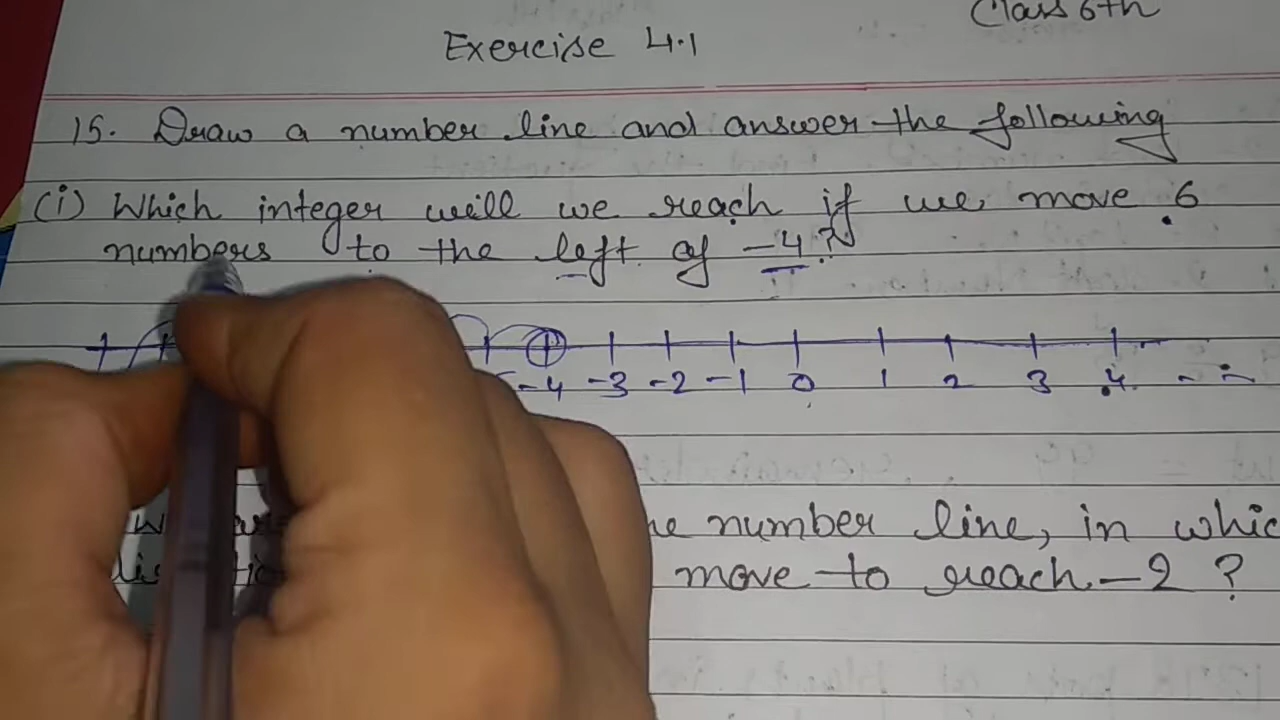 Class 6th
Exercise 4.1
15. Draw a number line and answer the following
(i) Which integer will we reach if we move 6
numbers to the left of -4?
-4 -3 -2 -1 0 1 2 3 4
the number line, in which
move to reach -2 ?